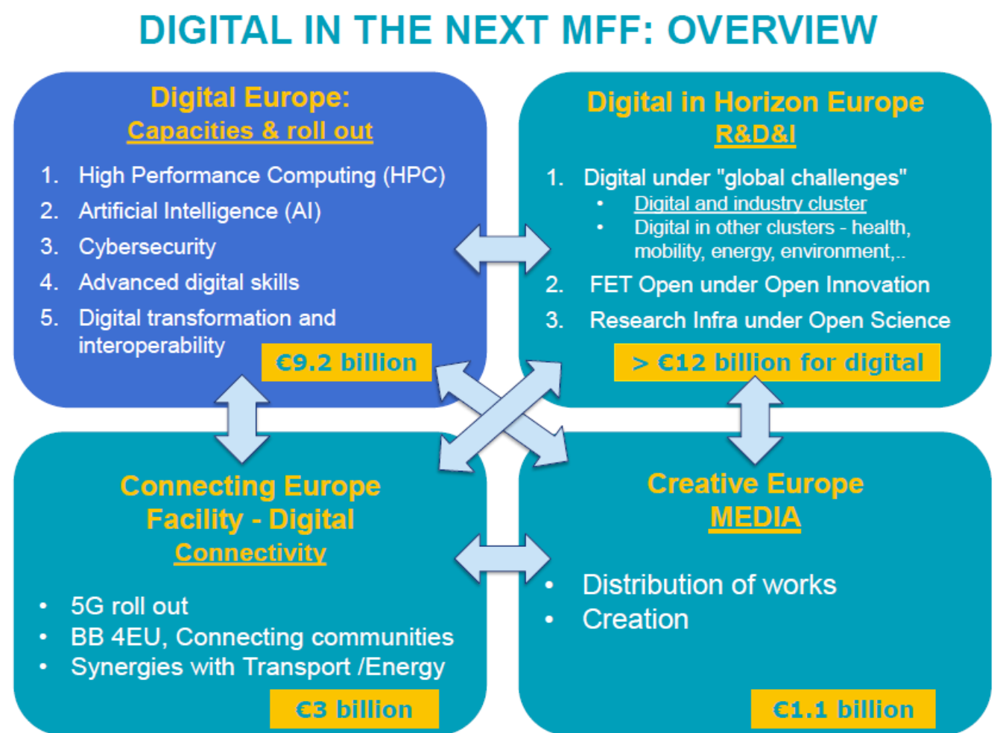 DIGITAL IN THE NEXT MFF: OVERVIEW
Digital Europe:
Capacities & roll out
1. High Performance Computing (HPC)
2. Artificial Intelligence (AI)
3. Cybersecurity
4. Advanced digital skills
5. Digital transformation and
interoperability
€9.2 billion
Digital in Horizon Europe
R&D&I
1. Digital under "global challenges"
• Digital and industry cluster
• Digital in other clusters - health,
mobility, energy, environment,..
2. FET Open under Open Innovation
3. Research Infra under Open Science
> €12 billion for digital
Connecting Europe
Facility - Digital
Connectivity
• 5G roll out
• BB 4EU, Connecting communities
• Synergies with Transport /Energy
€3 billion
Creative Europe
MEDIA
• Distribution of works
• Creation
€1.1 billion